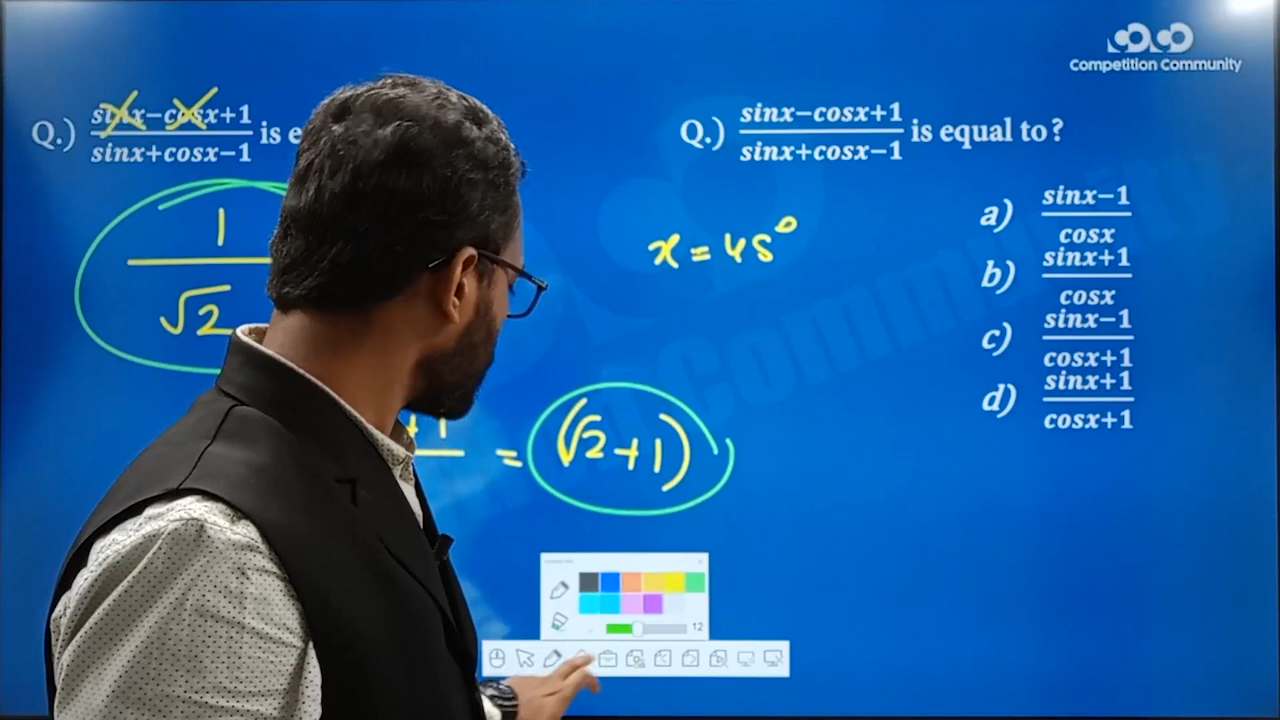 Competition Community
Q.) sinx−cosx+1 is e
sinx+cosx−1
1
√2
+1 = (√2+1)
Q.) sinx−cosx+1 is equal to?
sinx+cosx−1
x = 45°
a) sinx−1
cosx
b) sinx+1
cosx
c) sinx−1
cosx+1
d) sinx+1
cosx+1
12